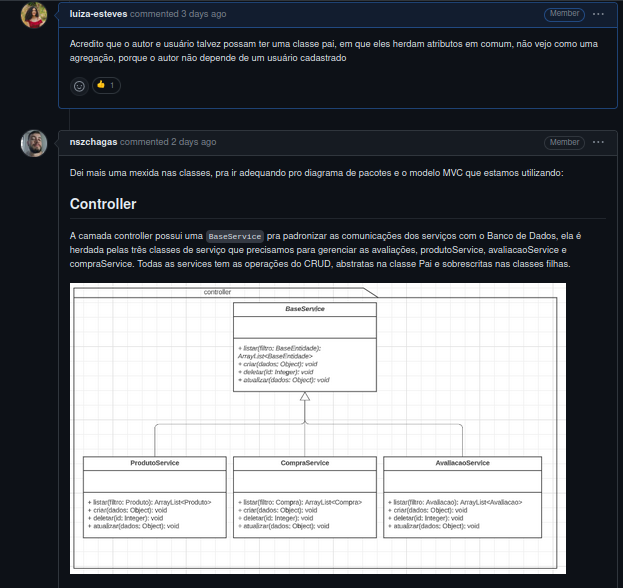 luiza-esteves commented 3 days ago
Member
Acredito que o autor e usuário talvez possam ter uma classe pai, em que eles herdam atributos em comum, não vejo como uma
agregação, porque o autor não depende de um usuário cadastrado
1
nszchagas commented 2 days ago
Member
Dei mais uma mexida nas classes, pra ir adequando pro diagrama de pacotes e o modelo MVC que estamos utilizando:
Controller
A camada controller possui uma BaseService pra padronizar as comunicações dos serviços com o Banco de Dados, ela é
herdada pelas três classes de serviço que precisamos para gerenciar as avaliações, produtoService, avaliacaoService e
compraService. Todas as services tem as operações do CRUD, abstratas na classe Pai e sobrescritas nas classes filhas.
controller
BaseService
+ listar(filtro: BaseEntidade):
ArrayList<BaseEntidade>
+ criar(dados: Object): void
+ deletar(id: Integer): void
+ atualizar(dados: Object): void
ProdutoService
+ listar(filtro: Produto): ArrayList<Produto>
+ criar(dados: Object): void
+ deletar(id: Integer): void
+ atualizar(dados: Object): void
CompraService
+ listar(filtro: Compra): ArrayList<Compra>
+ criar(dados: Object): void
+ deletar(id: Integer): void
+ atualizar(dados: Object): void
AvaliacaoService
+ listar(filtro: Avaliacao): ArrayList<Avaliacao>
+ criar(dados: Object): void
+ deletar(id: Integer): void
+ atualizar(dados: Object): void